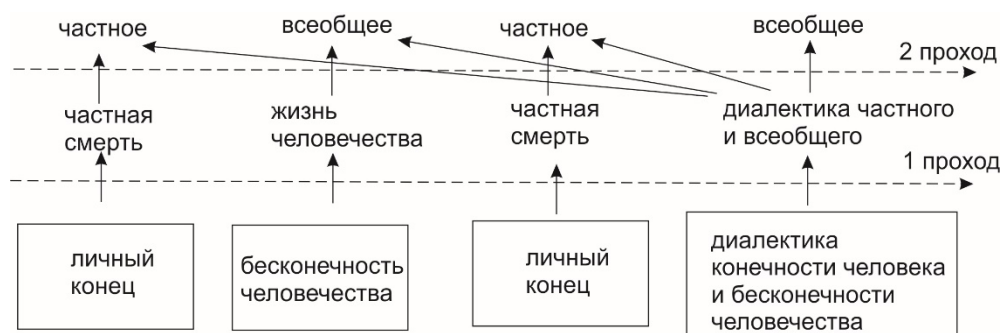 частное всеобщее частное всеобщее
2 проход
частная смерть
жизнь человечества
частная смерть
диалектика частного и всеобщего
1 проход
личный
конец
бесконечность
человечества
личный
конец
диалектика
конечности человека
и бесконечности
человечества